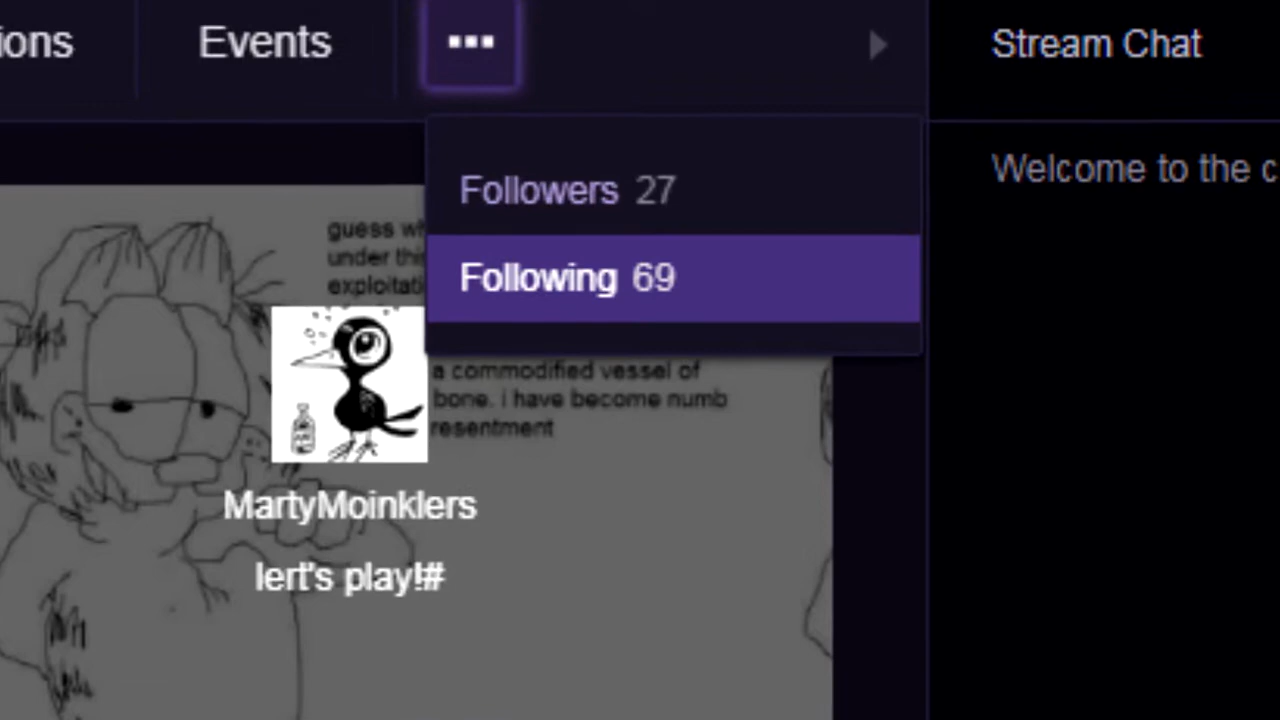 ions
Events
Stream Chat
Welcome to the c
Followers 27
Following 69
guess wh
under this
exploitati
a commodified vessel of
bone. i have become numb
resentment
MartyMoinklers
lert's play!#